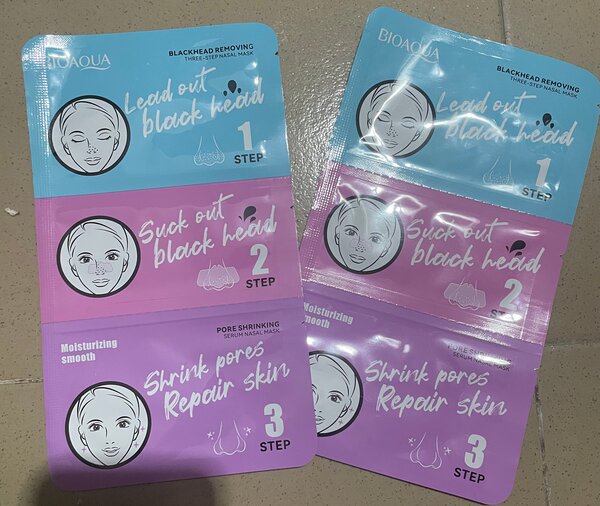 BIOAQUA
BLACKHEAD REMOVING
THREE-STEP NASAL MASK
Lead out
black head
1
STEP
Suck out
black head
2
STEP
Moisturizing
smooth
PORE SHRINKING
SERUM NASAL MASK
Shrink pores
Repair skin
3
STEP
BIOAQUA
BLACKHEAD REMOVING
THREE-STEP NASAL MASK
Lead out
black head
1
STEP
Suck out
black head
2
STEP
Moisturizing
smooth
PORE SHRINKING
SERUM NASAL MASK
Shrink pores
Repair skin
3
STEP